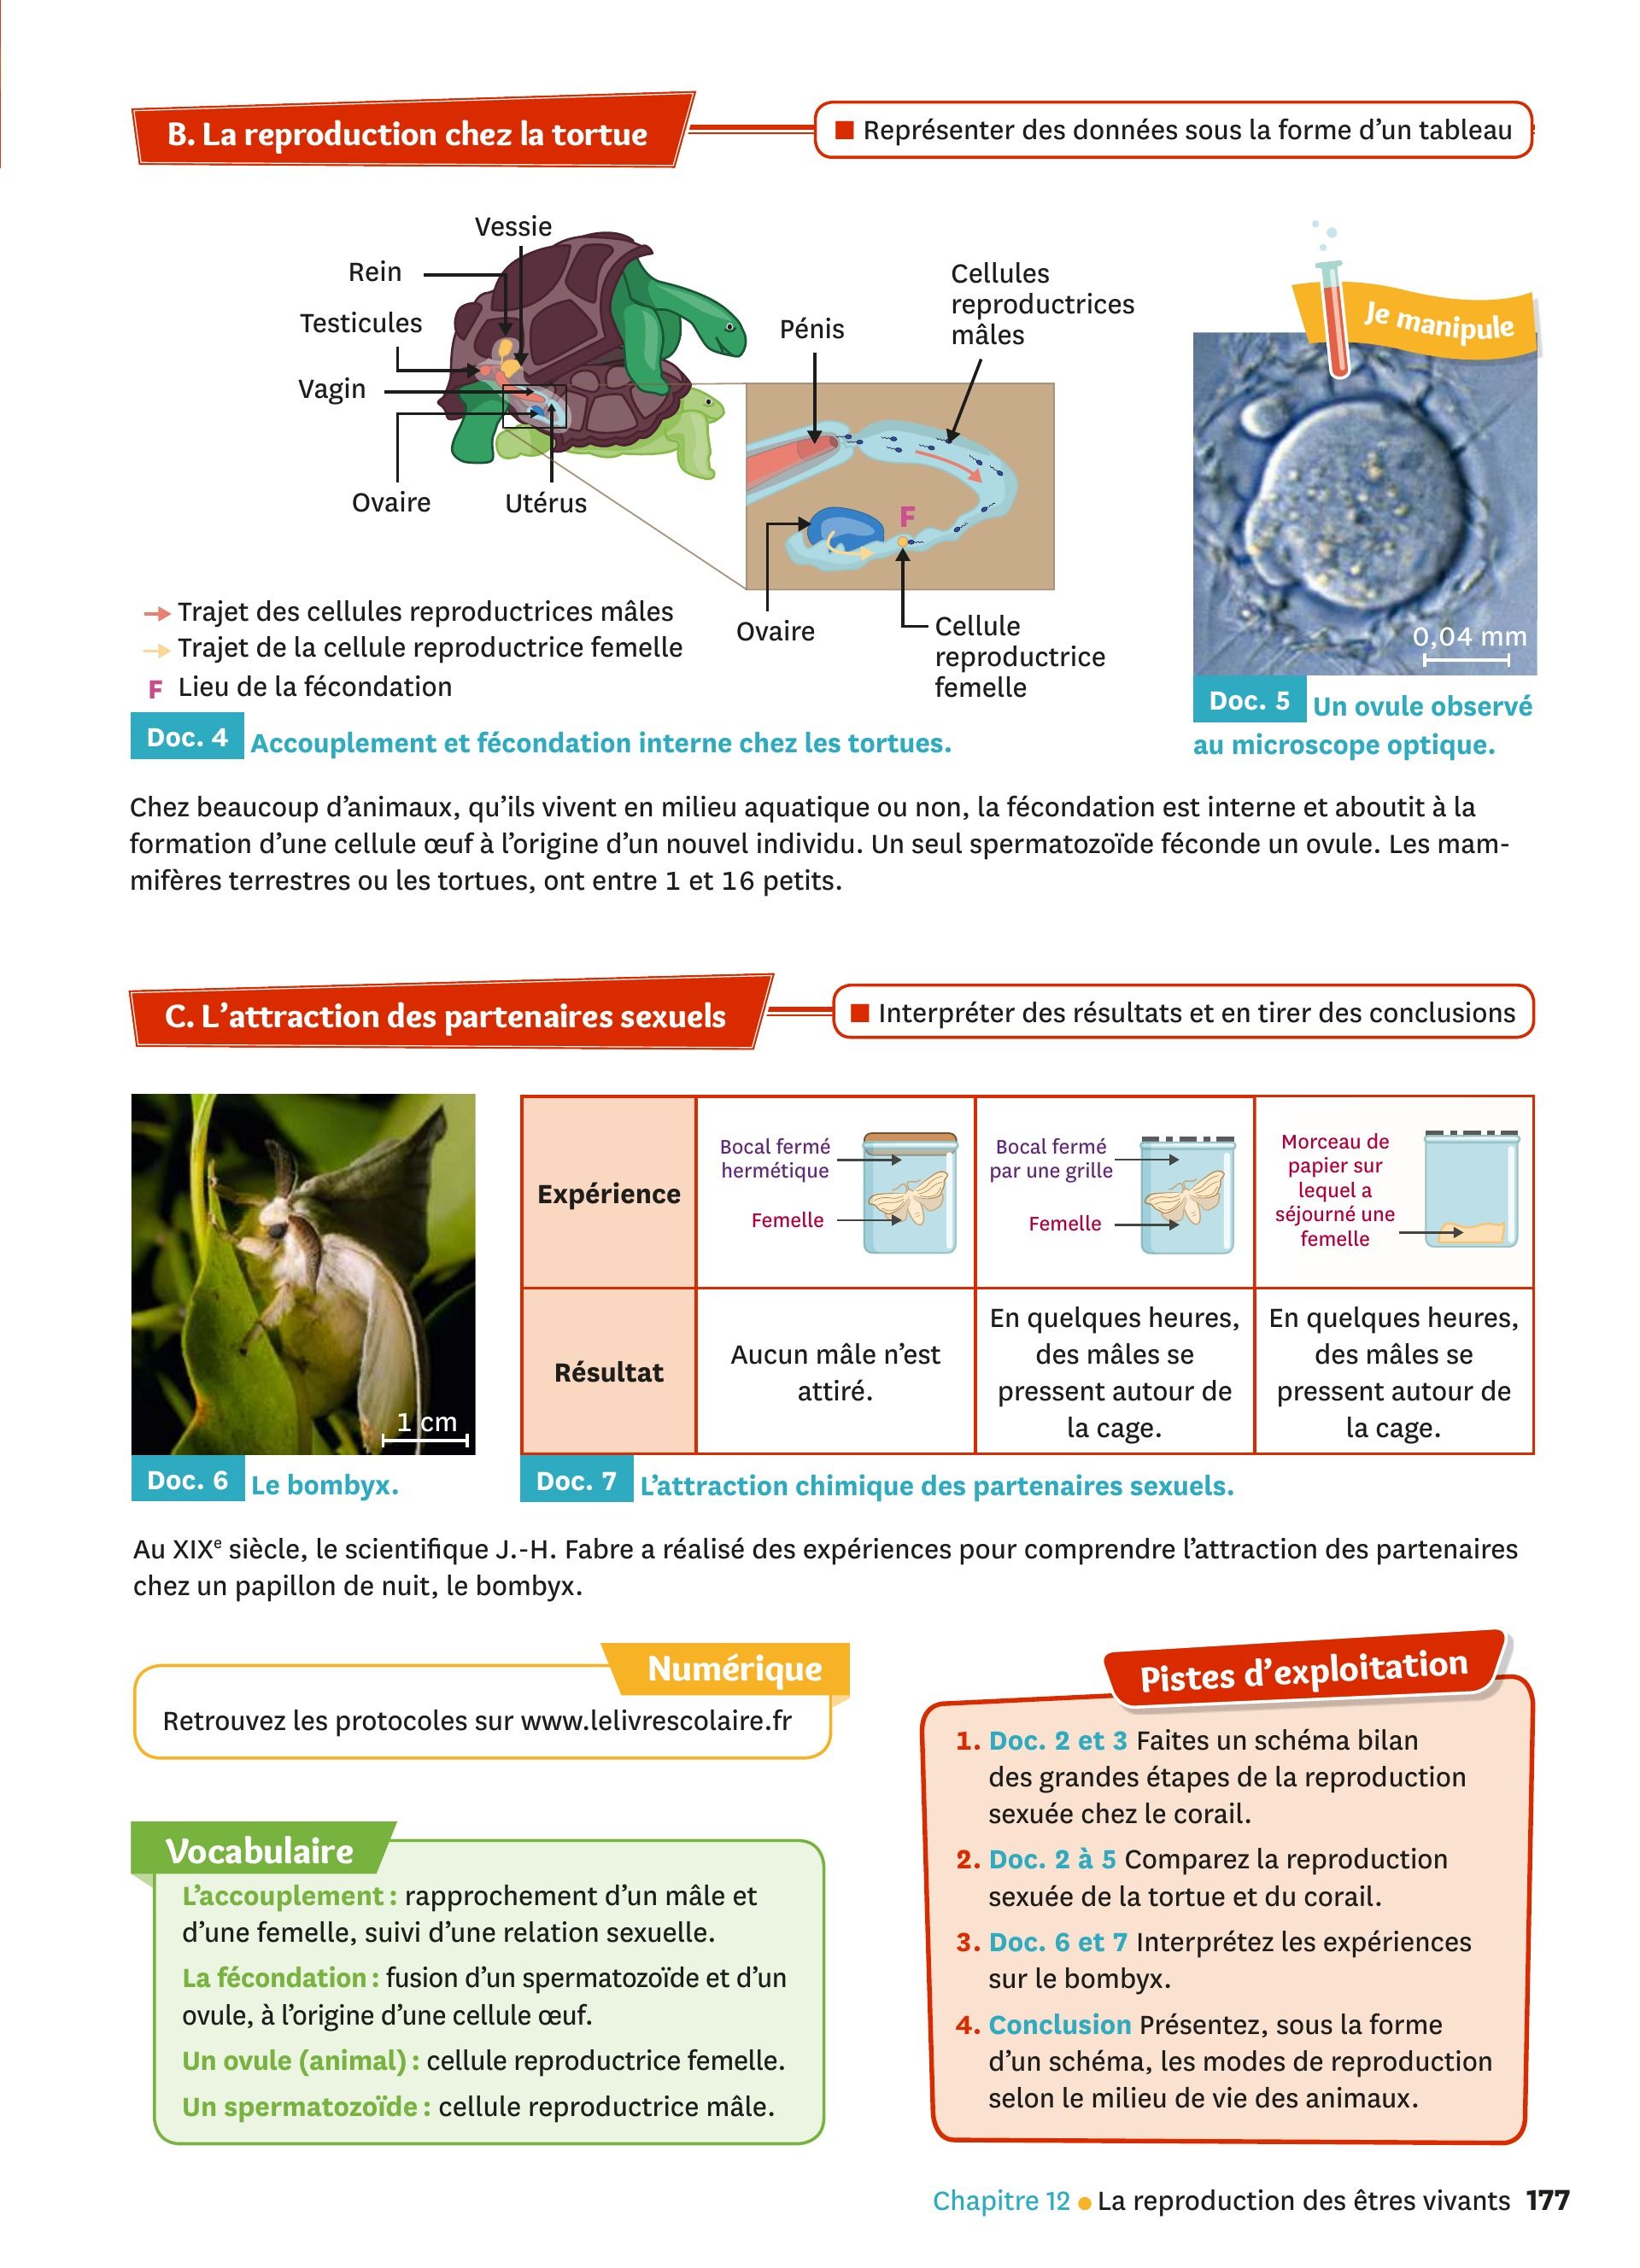 B. La reproduction chez la tortue
■ Représenter des données sous la forme d'un tableau
Vessie
Rein
Testicules
Vagin
Ovaire
Utérus
Pénis
Cellules
reproductrices
mâles
F
Ovaire
Cellule
reproductrice
femelle
Trajet des cellules reproductrices mâles
Trajet de la cellule reproductrice femelle
F Lieu de la fécondation
Doc. 4 Accouplement et fécondation interne chez les tortues.
Je manipule
0,04 mm
Doc. 5 Un ovule observé
au microscope optique.
Chez beaucoup d'animaux, qu'ils vivent en milieu aquatique ou non, la fécondation est interne et aboutit à la
formation d'une cellule œuf à l'origine d'un nouvel individu. Un seul spermatozoïde féconde un ovule. Les mam-
mifères terrestres ou les tortues, ont entre 1 et 16 petits.
C. L'attraction des partenaires sexuels
■ Interpréter des résultats et en tirer des conclusions
1 cm
Doc. 6 Le bombyx.
Expérience
Bocal fermé
hermétique
Femelle
Bocal fermé
par une grille
Femelle
Morceau de
papier sur
lequel a
séjourné une
femelle
Résultat
Aucun mâle n'est
attiré.
En quelques heures,
des mâles se
pressent autour de
la cage.
En quelques heures,
des mâles se
pressent autour de
la cage.
Doc. 7 L'attraction chimique des partenaires sexuels.
Au XIXe siècle, le scientifique J.-H. Fabre a réalisé des expériences pour comprendre l'attraction des partenaires
chez un papillon de nuit, le bombyx.
Numérique
Retrouvez les protocoles sur www.lelivrescolaire.fr
Vocabulaire
L'accouplement : rapprochement d'un mâle et
d'une femelle, suivi d'une relation sexuelle.
La fécondation : fusion d'un spermatozoïde et d'un
ovule, à l'origine d'une cellule œuf.
Un ovule (animal) : cellule reproductrice femelle.
Un spermatozoïde : cellule reproductrice mâle.
Pistes d'exploitation
1. Doc. 2 et 3 Faites un schéma bilan
des grandes étapes de la reproduction
sexuée chez le corail.
2. Doc. 2 à 5 Comparez la reproduction
sexuée de la tortue et du corail.
3. Doc. 6 et 7 Interprétez les expériences
sur le bombyx.
4. Conclusion Présentez, sous la forme
d'un schéma, les modes de reproduction
selon le milieu de vie des animaux.
Chapitre 12 ● La reproduction des êtres vivants 177